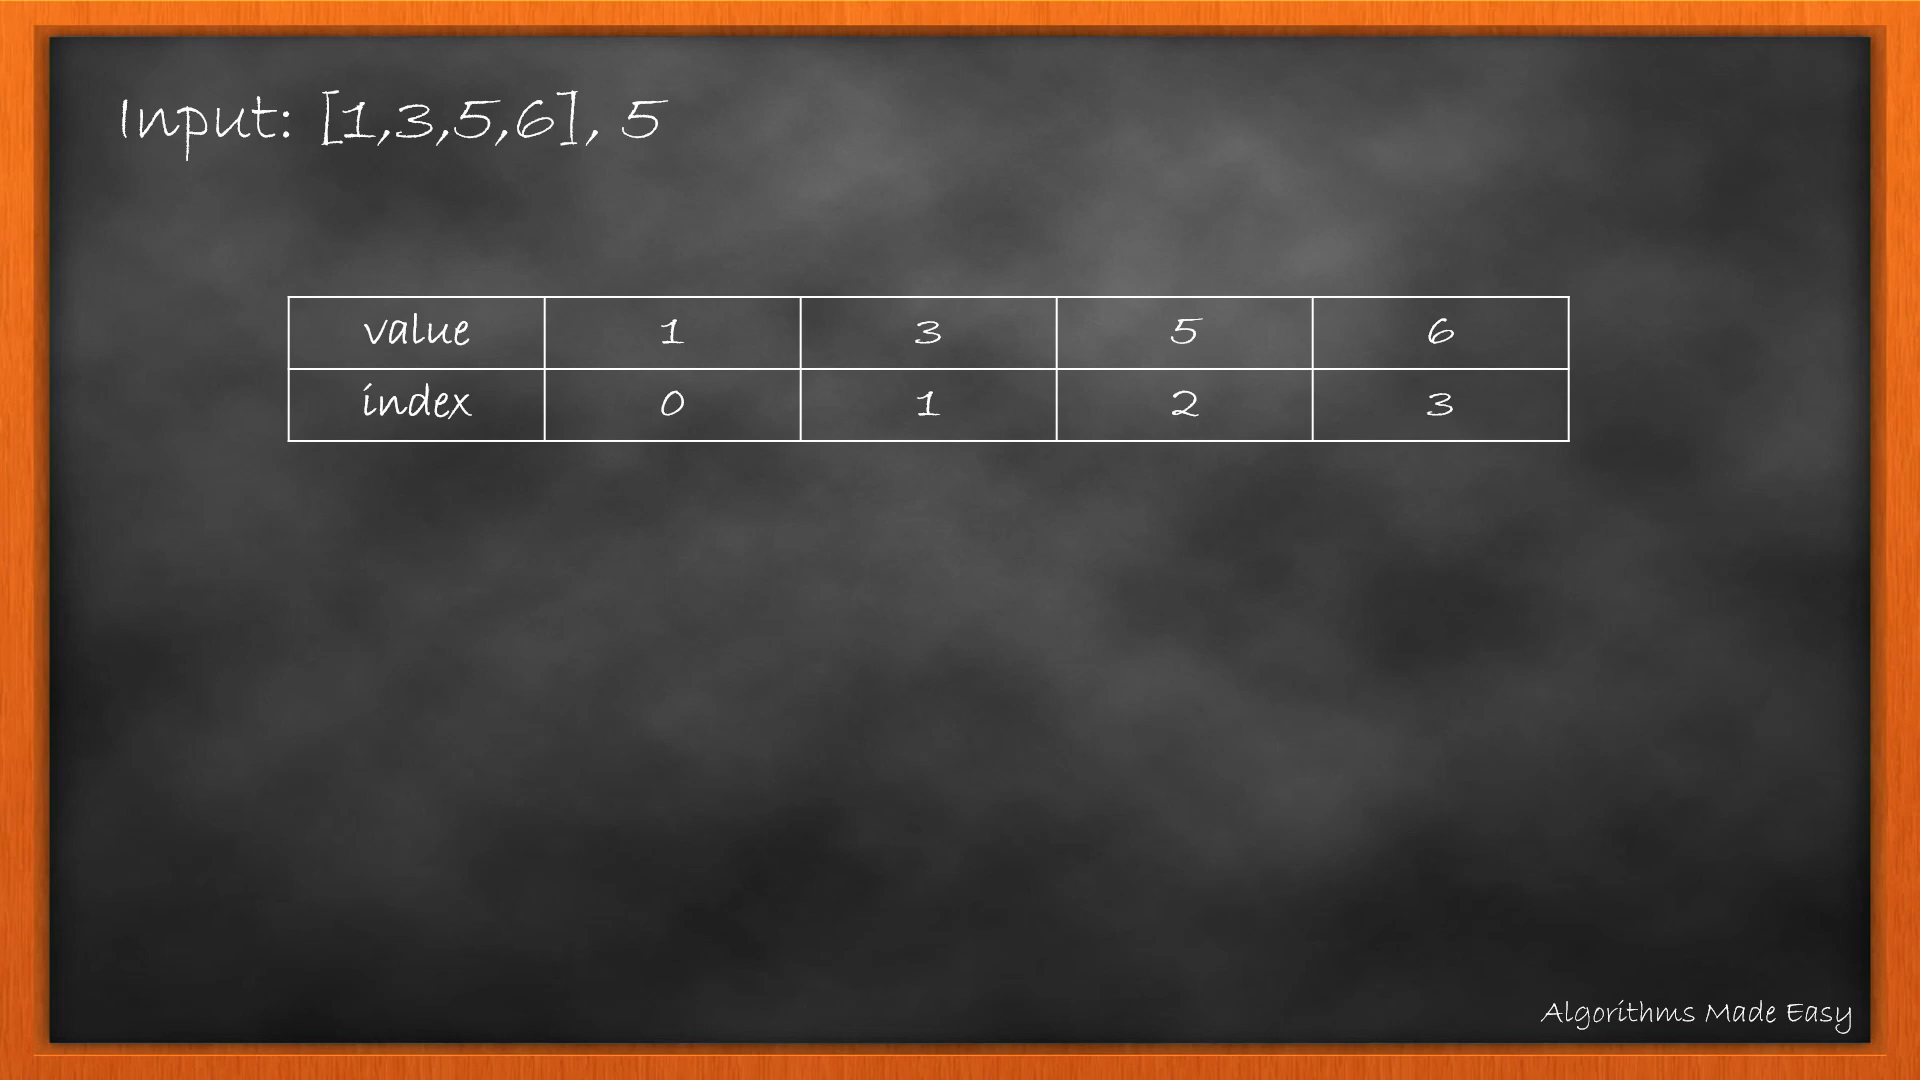 Input: [1,3,5,6], 5
value 1 3 5 6
index 0 1 2 3
Algorithms Made Easy